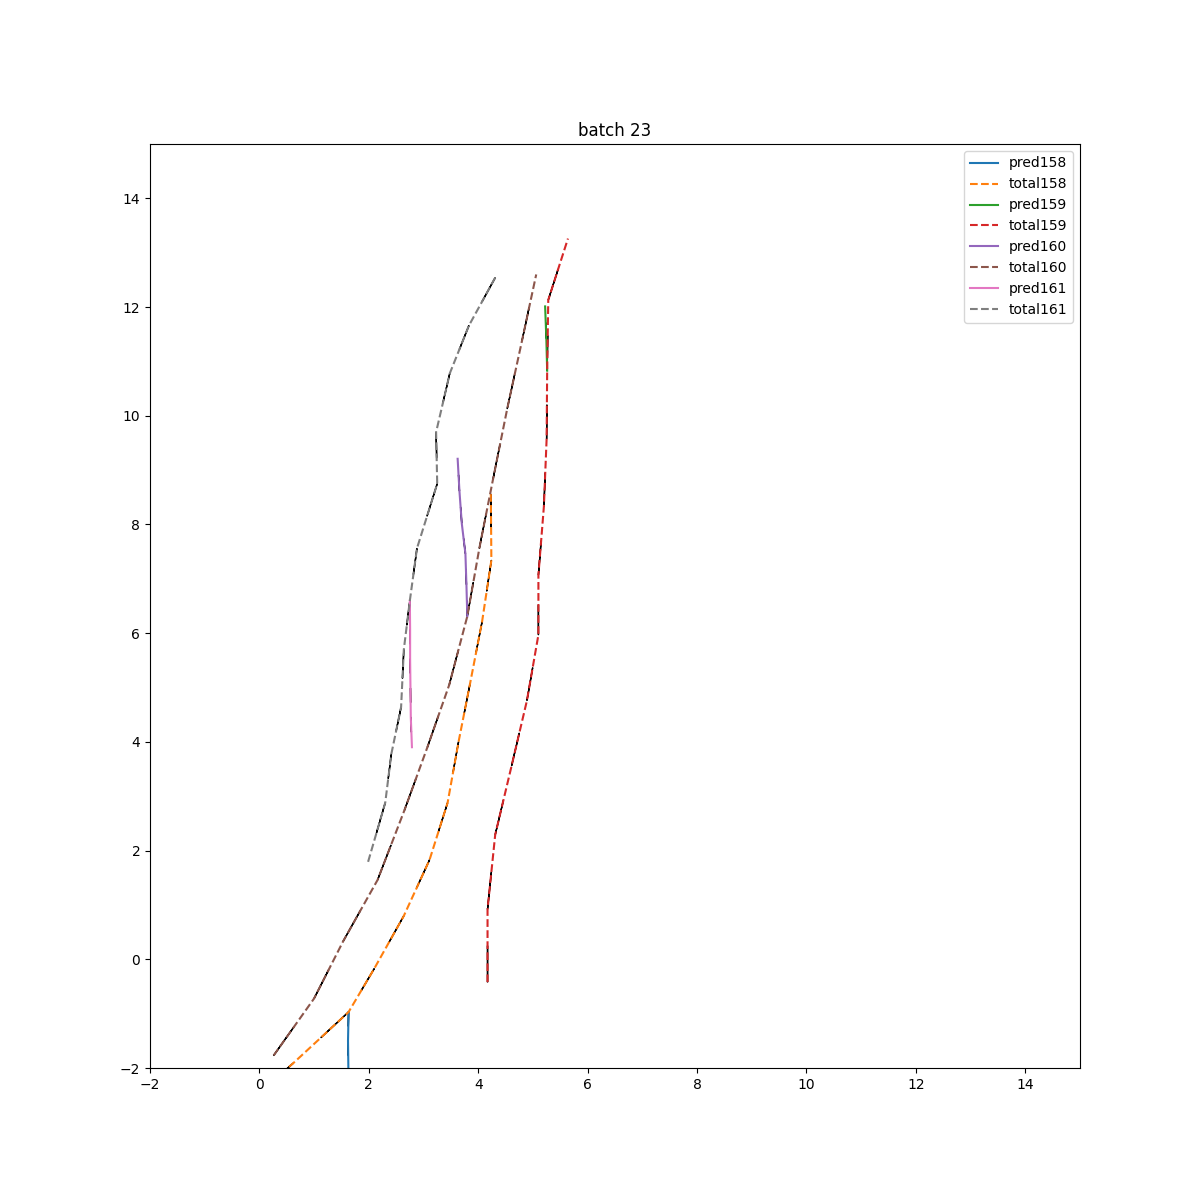 batch 23
pred158
total158
pred159
total159
pred160
total160
pred161
total161
14
12
10
8
6
4
2
0
−2
−2 0 2 4 6 8 10 12 14